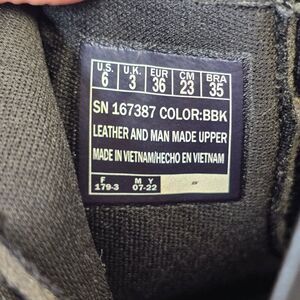 U.S. U.K. EUR CM BRA
6 3 36 23 35
SN 167387 COLOR:BBK
LEATHER AND MAN MADE UPPER
MADE IN VIETNAM/HECHO EN VIETNAM
F M Y
179-3 07-22